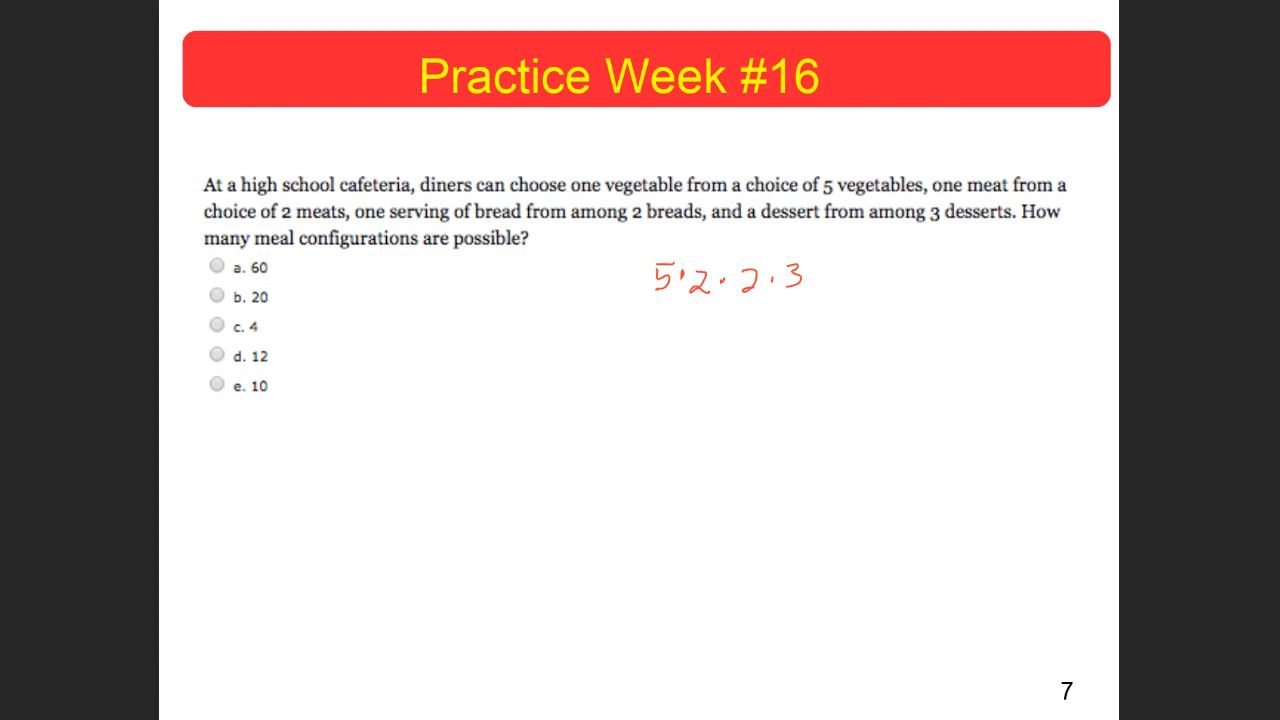 Practice Week #16
At a high school cafeteria, diners can choose one vegetable from a choice of 5 vegetables, one meat from a
choice of 2 meats, one serving of bread from among 2 breads, and a dessert from among 3 desserts. How
many meal configurations are possible?
a. 60
5·2·2·3
b. 20
c. 4
d. 12
e. 10
7